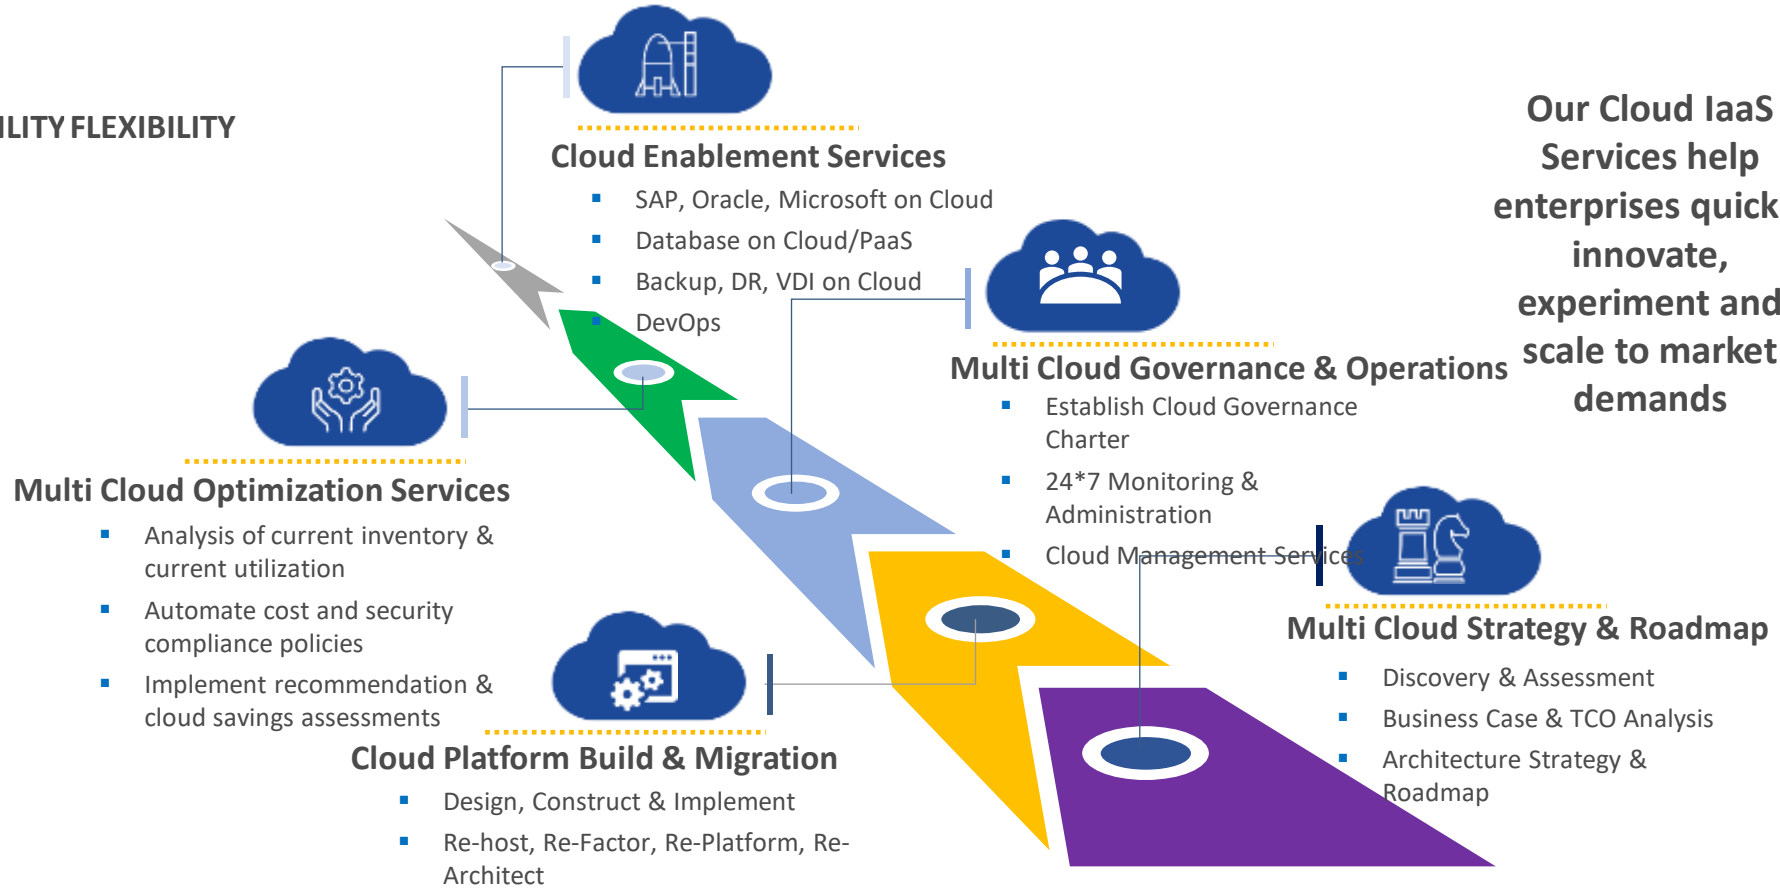 ILITY FLEXIBILITY
Cloud Enablement Services
SAP, Oracle, Microsoft on Cloud
Database on Cloud/PaaS
Backup, DR, VDI on Cloud
DevOps
Our Cloud IaaS
Services help
enterprises quick
innovate,
experiment and
scale to market
demands
Multi Cloud Governance & Operations
Establish Cloud Governance
Charter
24*7 Monitoring &
Administration
Cloud Management Services
Multi Cloud Optimization Services
Analysis of current inventory &
current utilization
Automate cost and security
compliance policies
Implement recommendation &
cloud savings assessments
Multi Cloud Strategy & Roadmap
Discovery & Assessment
Business Case & TCO Analysis
Architecture Strategy &
Roadmap
Cloud Platform Build & Migration
Design, Construct & Implement
Re-host, Re-Factor, Re-Platform, Re-
Architect